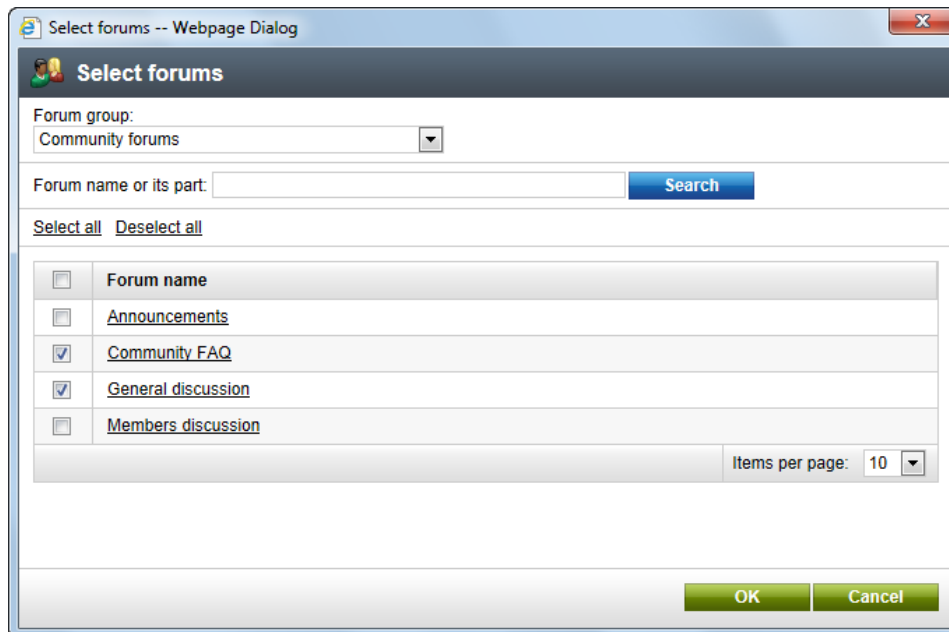 Select forums -- Webpage Dialog
Select forums
Forum group:
Community forums
Forum name or its part:
Search
Select all Deselect all
Forum name
Announcements
Community FAQ
General discussion
Members discussion
Items per page: 10
OK Cancel